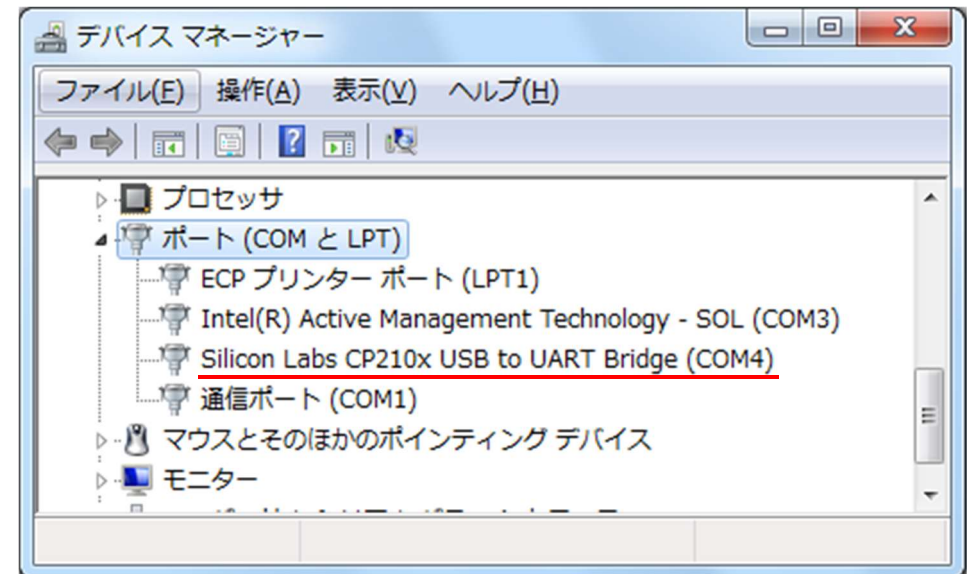 デバイス マネージャー
ファイル(F) 操作(A) 表示(V) ヘルプ(H)
プロセッサ
ポート (COM と LPT)
ECP プリンター ポート (LPT1)
Intel(R) Active Management Technology - SOL (COM3)
Silicon Labs CP210x USB to UART Bridge (COM4)
通信ポート (COM1)
マウスとそのほかのポインティング デバイス
モニター